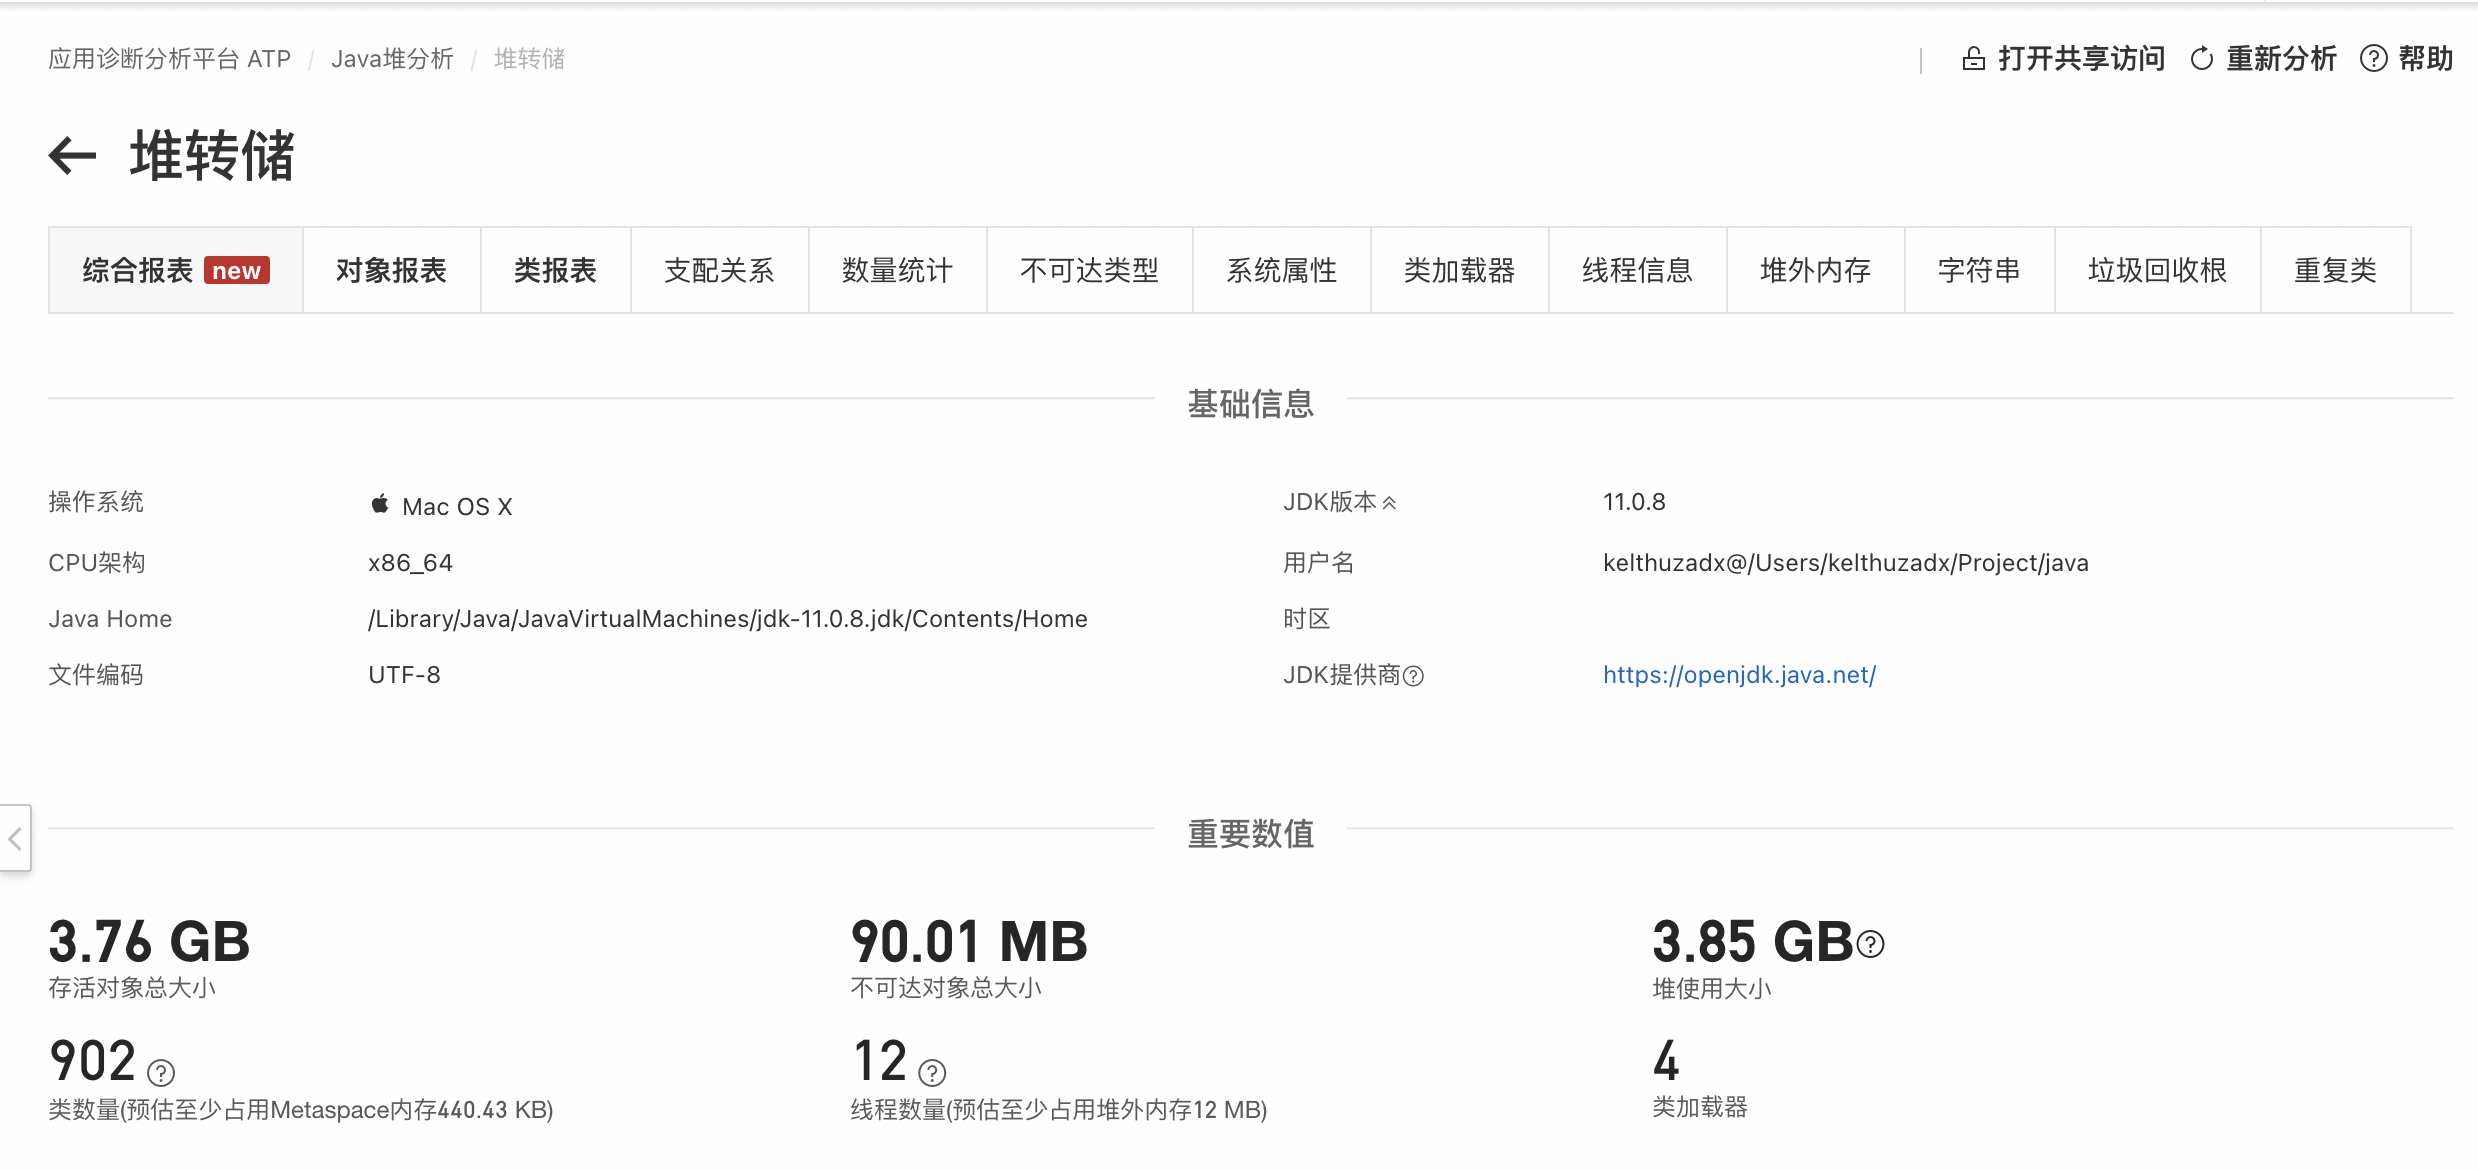 应用诊断分析平台 ATP / Java堆分析 / 堆转储
打开共享访问 重新分析 帮助
堆转储
综合报表 new 对象报表 类报表 支配关系 数量统计 不可达类型 系统属性 类加载器 线程信息 堆外内存 字符串 垃圾回收根 重复类
基础信息
操作系统 Mac OS X JDK版本 11.0.8
CPU架构 x86_64 用户名 kelthuzadx@/Users/kelthuzadx/Project/java
Java Home /Library/Java/JavaVirtualMachines/jdk-11.0.8.jdk/Contents/Home 时区
文件编码 UTF-8 JDK提供商 https://openjdk.java.net/
重要数值
3.76 GB 90.01 MB 3.85 GB
存活对象总大小 不可达对象总大小 堆使用大小
902 12 4
类数量(预估至少占用Metaspace内存440.43 KB) 线程数量(预估至少占用堆外内存12 MB) 类加载器